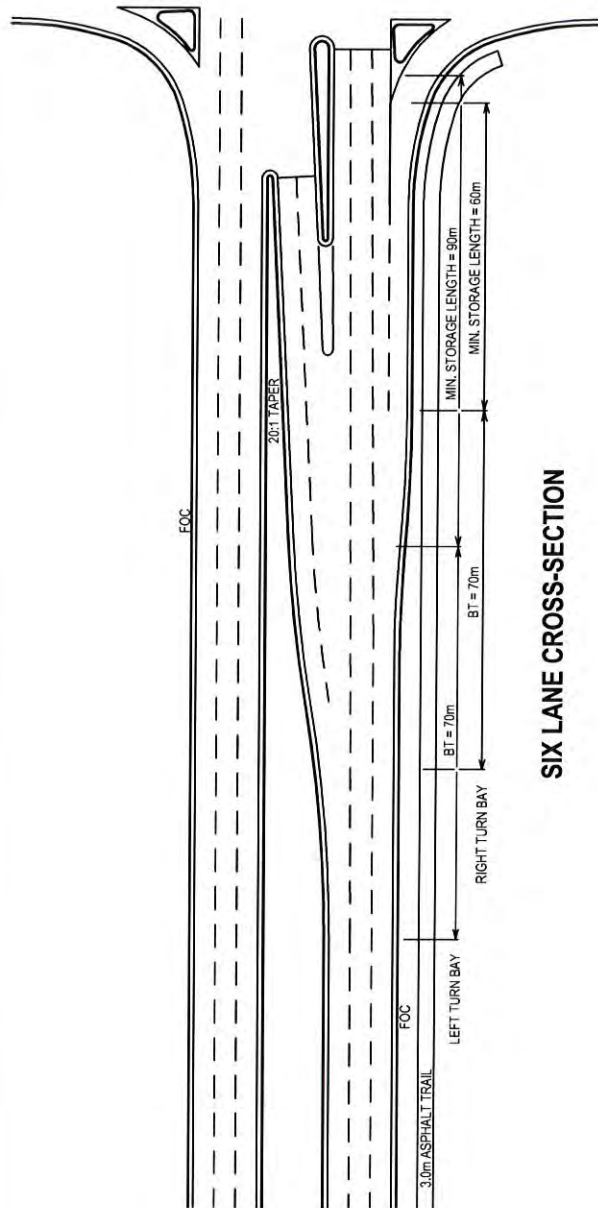 FOC
20:1 TAPER
MIN. STORAGE LENGTH = 90m
MIN. STORAGE LENGTH = 60m
BT = 70m
BT = 70m
RIGHT TURN BAY
LEFT TURN BAY
FOC
3.0m ASPHALT TRAIL
SIX LANE CROSS-SECTION